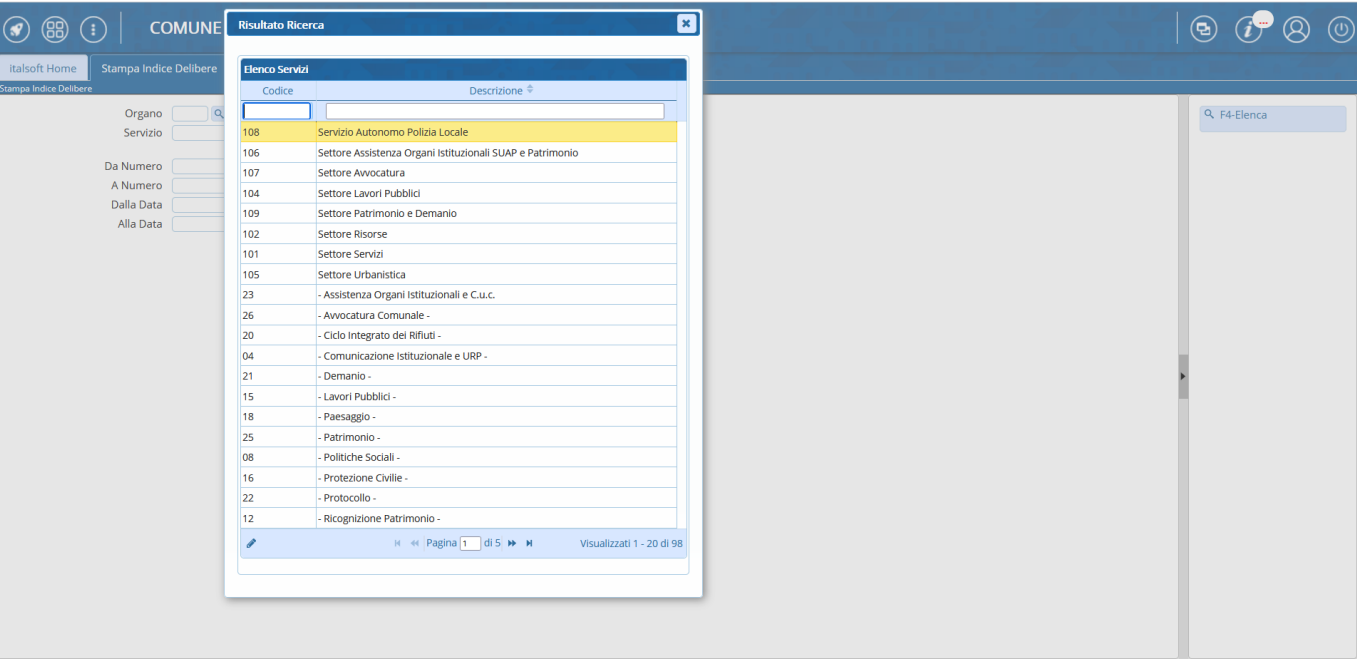 COMUNE
Risultato Ricerca
...
italsoft Home
Stampa Indice Delibere
Stampa Indice Delibere
Organo
Servizio
Da Numero
A Numero
Dalla Data
Alla Data
F4-Elenca
Elenco Servizi
Codice Descrizione
108 Servizio Autonomo Polizia Locale
106 Settore Assistenza Organi Istituzionali SUAP e Patrimonio
107 Settore Avvocatura
104 Settore Lavori Pubblici
109 Settore Patrimonio e Demanio
102 Settore Risorse
101 Settore Servizi
105 Settore Urbanistica
23 - Assistenza Organi Istituzionali e C.u.c.
26 - Avvocatura Comunale -
20 - Ciclo Integrato dei Rifiuti -
04 - Comunicazione Istituzionale e URP -
21 - Demanio -
15 - Lavori Pubblici -
18 - Paesaggio -
25 - Patrimonio -
08 - Politiche Sociali -
16 - Protezione Civilie -
22 - Protocollo -
12 - Ricognizione Patrimonio -
Pagina 1 di 5 Visualizzati 1 - 20 di 98